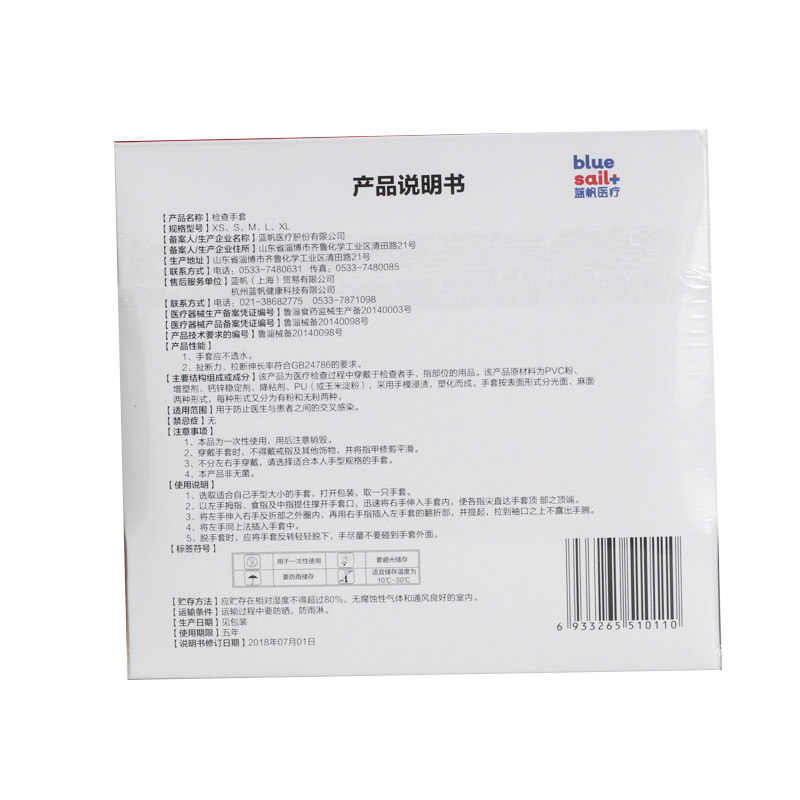 blue
sail+
蓝帆医疗
产品说明书
【产品名称】检查手套
【规格型号】XS、S、M、L、XL
【备案人/生产企业名称】蓝帆医疗股份有限公司
【备案人/生产企业住所】山东省淄博市齐鲁化学工业区清田路21号
【生产地址】山东省淄博市齐鲁化学工业区清田路21号
【联系方式】电话：0533-7480631 传真：0533-7480085
【售后服务单位】蓝帆（上海）贸易有限公司
杭州蓝帆健康科技有限公司
【联系方式】电话：021-38682775 0533-7871098
【医疗器械生产备案凭证编号】鲁淄食药监械生产备20140003号
【医疗器械产品备案凭证编号】鲁淄械备20140098号
【产品技术要求的编号】鲁淄械备20140098号
【产品性能】
1、手套应不透水。
2、扯断力、拉断伸长率符合GB24786的要求。
【主要结构组成或成分】该产品为医疗检查过程中穿戴于检查者手、指部位的用品。该产品原材料为PVC粉、
增塑剂、钙锌稳定剂、降粘剂、PU（或玉米淀粉），采用手模浸渍，塑化而成。手套按表面形式分光面、麻面
两种形式，每种形式又分为有粉和无粉两种。
【适用范围】用于防止医生与患者之间的交叉感染。
【禁忌症】无
【注意事项】
1、本品为一次性使用，用后注意销毁。
2、穿戴手套时，不得戴戒指及其他饰物，并将指甲修剪平滑。
3、不分左右手穿戴，请选择适合本人手型规格的手套。
4、本产品非无菌。
【使用说明】
1、选取适合自己手型大小的手套，打开包装，取一只手套。
2、以左手拇指、食指及中指提住撑开手套口，迅速将右手伸入手套内，使各指尖直达手套顶 部之顶端。
3、将左手伸入右手反折部之外圈内，再用右手指插入左手套的翻折部，并提起，拉到袖口之上不露出手腕。
4、将左手同上法插入手套中。
5、脱手套时，应将手套反转轻轻脱下，手尽量不要碰到手套外面。
【标签符号】
用于一次性使用 要避光储存
要防雨储存 适宜储存温度为
10℃-30℃
【贮存方法】应贮存在相对湿度不得超过80%，无腐蚀性气体和通风良好的室内。
【运输条件】运输过程中要防晒，防雨淋。
【生产日期】见包装
【使用期限】五年
【说明书修订日期】2018年07月01日
6 933265 510110